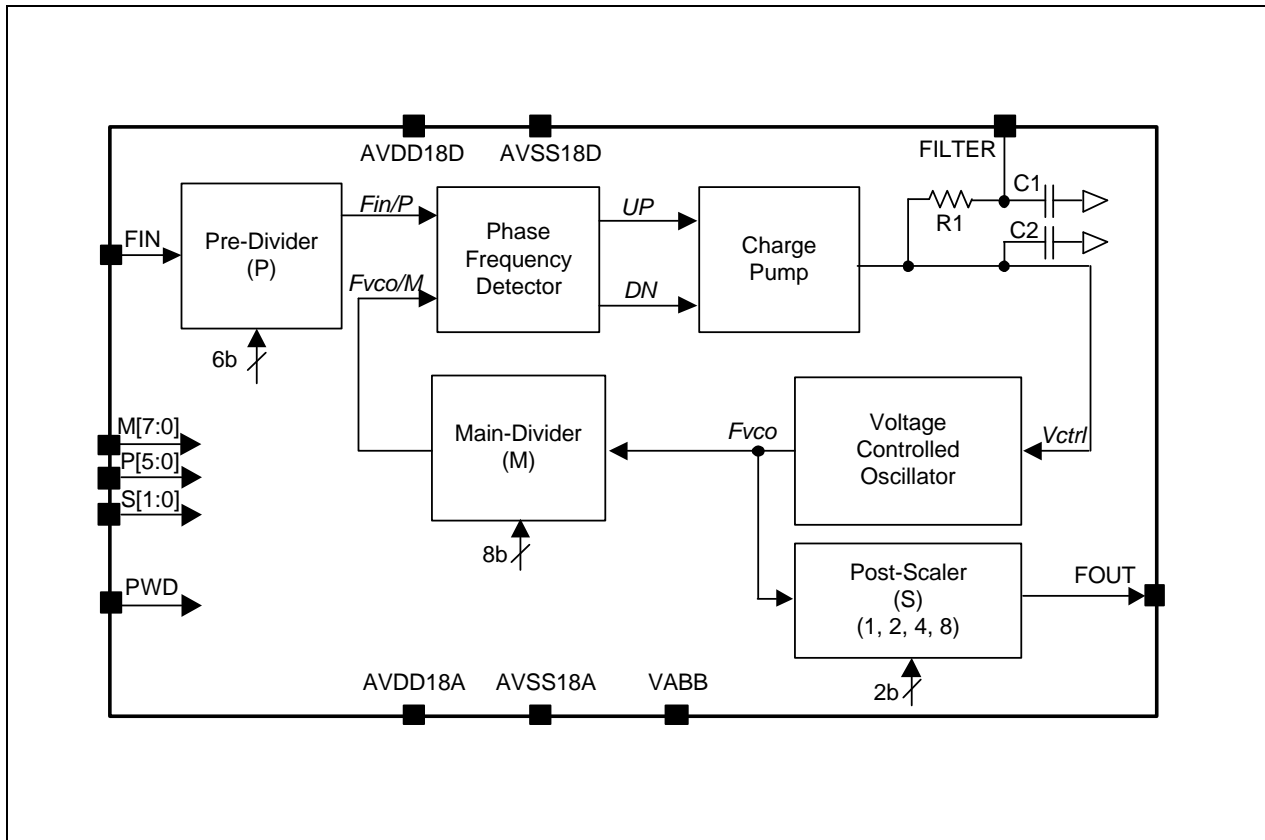 AVDD18D
AVSS18D
FILTER
C1
R1
C2
FIN
Pre-Divider
(P)
Fin/P
Fvco/M
Phase
Frequency
Detector
UP
DN
Charge
Pump
6b
M[7:0]
P[5:0]
S[1:0]
PWD
Main-Divider
(M)
8b
Fvco
Voltage
Controlled
Oscillator
Vctrl
Post-Scaler
(S)
(1, 2, 4, 8)
2b
FOUT
AVDD18A
AVSS18A
VABB